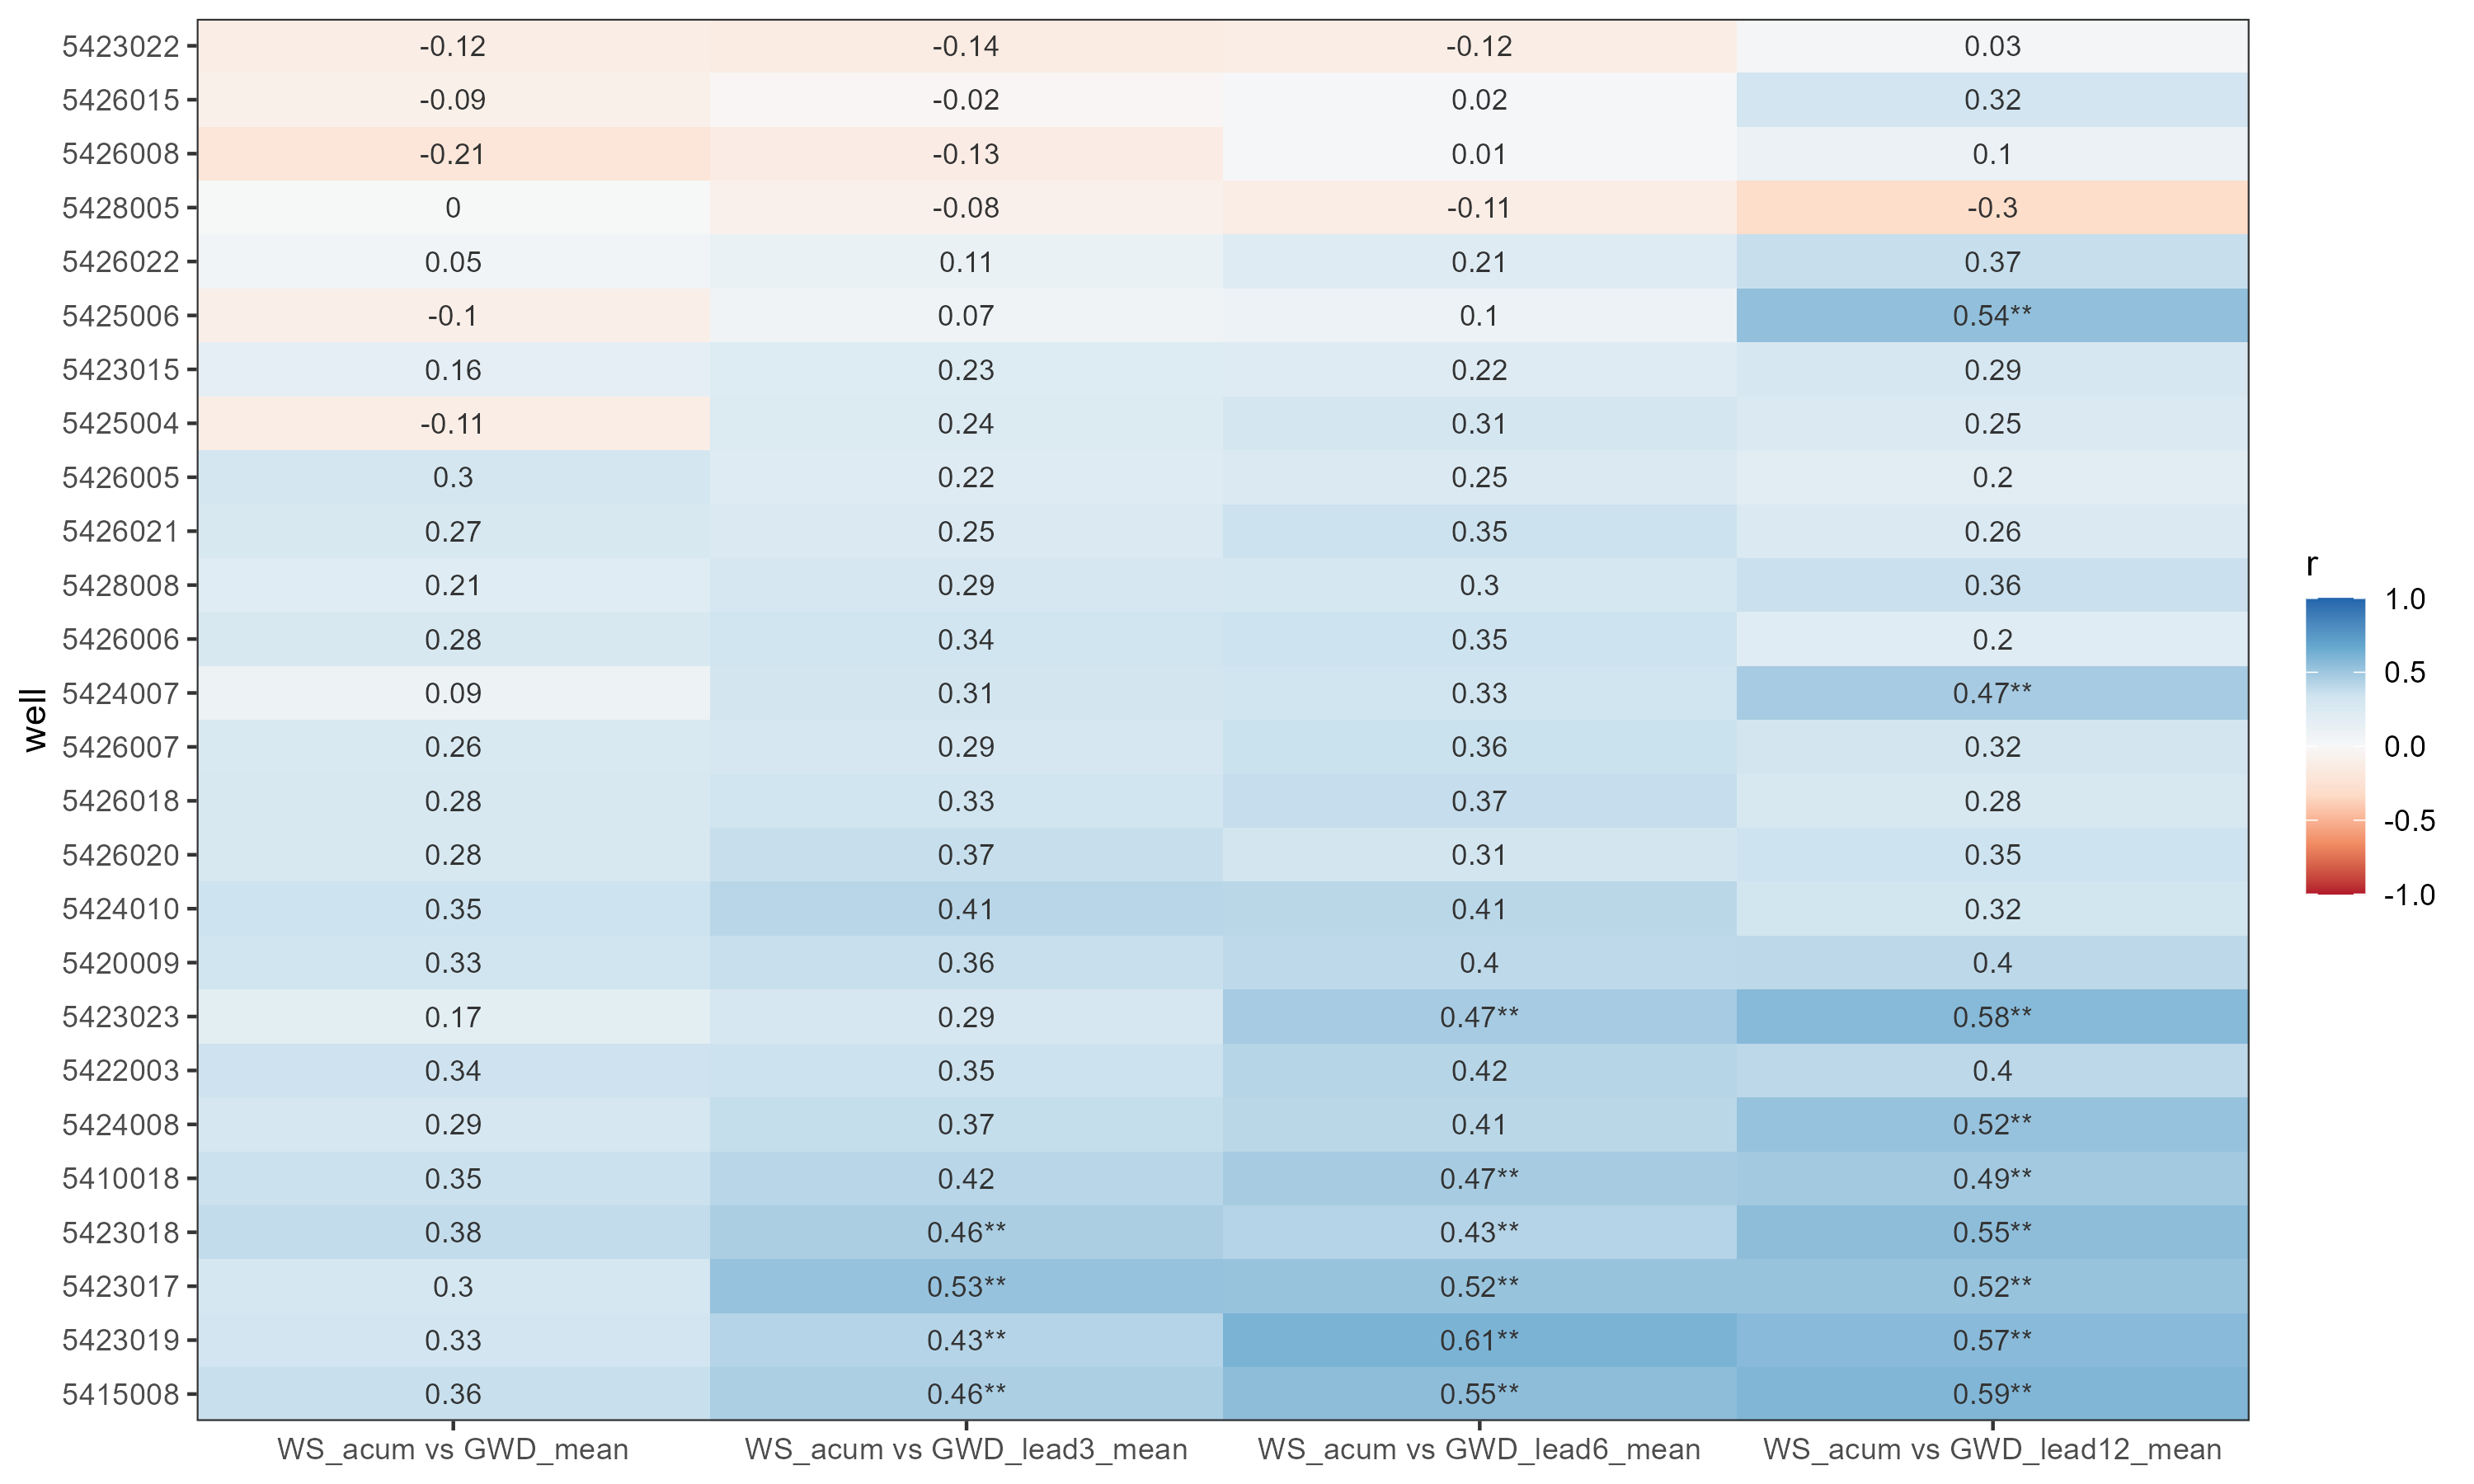 5423022 -0.12 -0.14 -0.12 0.03
5426015 -0.09 -0.02 0.02 0.32
5426008 -0.21 -0.13 0.01 0.1
5428005 0 -0.08 -0.11 -0.3
5426022 0.05 0.11 0.21 0.37
5425006 -0.1 0.07 0.1 0.54**
5423015 0.16 0.23 0.22 0.29
5425004 -0.11 0.24 0.31 0.25
5426005 0.3 0.22 0.25 0.2
5426021 0.27 0.25 0.35 0.26
5428008 0.21 0.29 0.3 0.36
5426006 0.28 0.34 0.35 0.2
5424007 0.09 0.31 0.33 0.47**
5426007 0.26 0.29 0.36 0.32
5426018 0.28 0.33 0.37 0.28
5426020 0.28 0.37 0.31 0.35
5424010 0.35 0.41 0.41 0.32
5420009 0.33 0.36 0.4 0.4
5423023 0.17 0.29 0.47** 0.58**
5422003 0.34 0.35 0.42 0.4
5424008 0.29 0.37 0.41 0.52**
5410018 0.35 0.42 0.47** 0.49**
5423018 0.38 0.46** 0.43** 0.55**
5423017 0.3 0.53** 0.52** 0.52**
5423019 0.33 0.43** 0.61** 0.57**
5415008 0.36 0.46** 0.55** 0.59**
WS_acum vs GWD_mean WS_acum vs GWD_lead3_mean WS_acum vs GWD_lead6_mean WS_acum vs GWD_lead12_mean
well
r
1.0
0.5
0.0
-0.5
-1.0